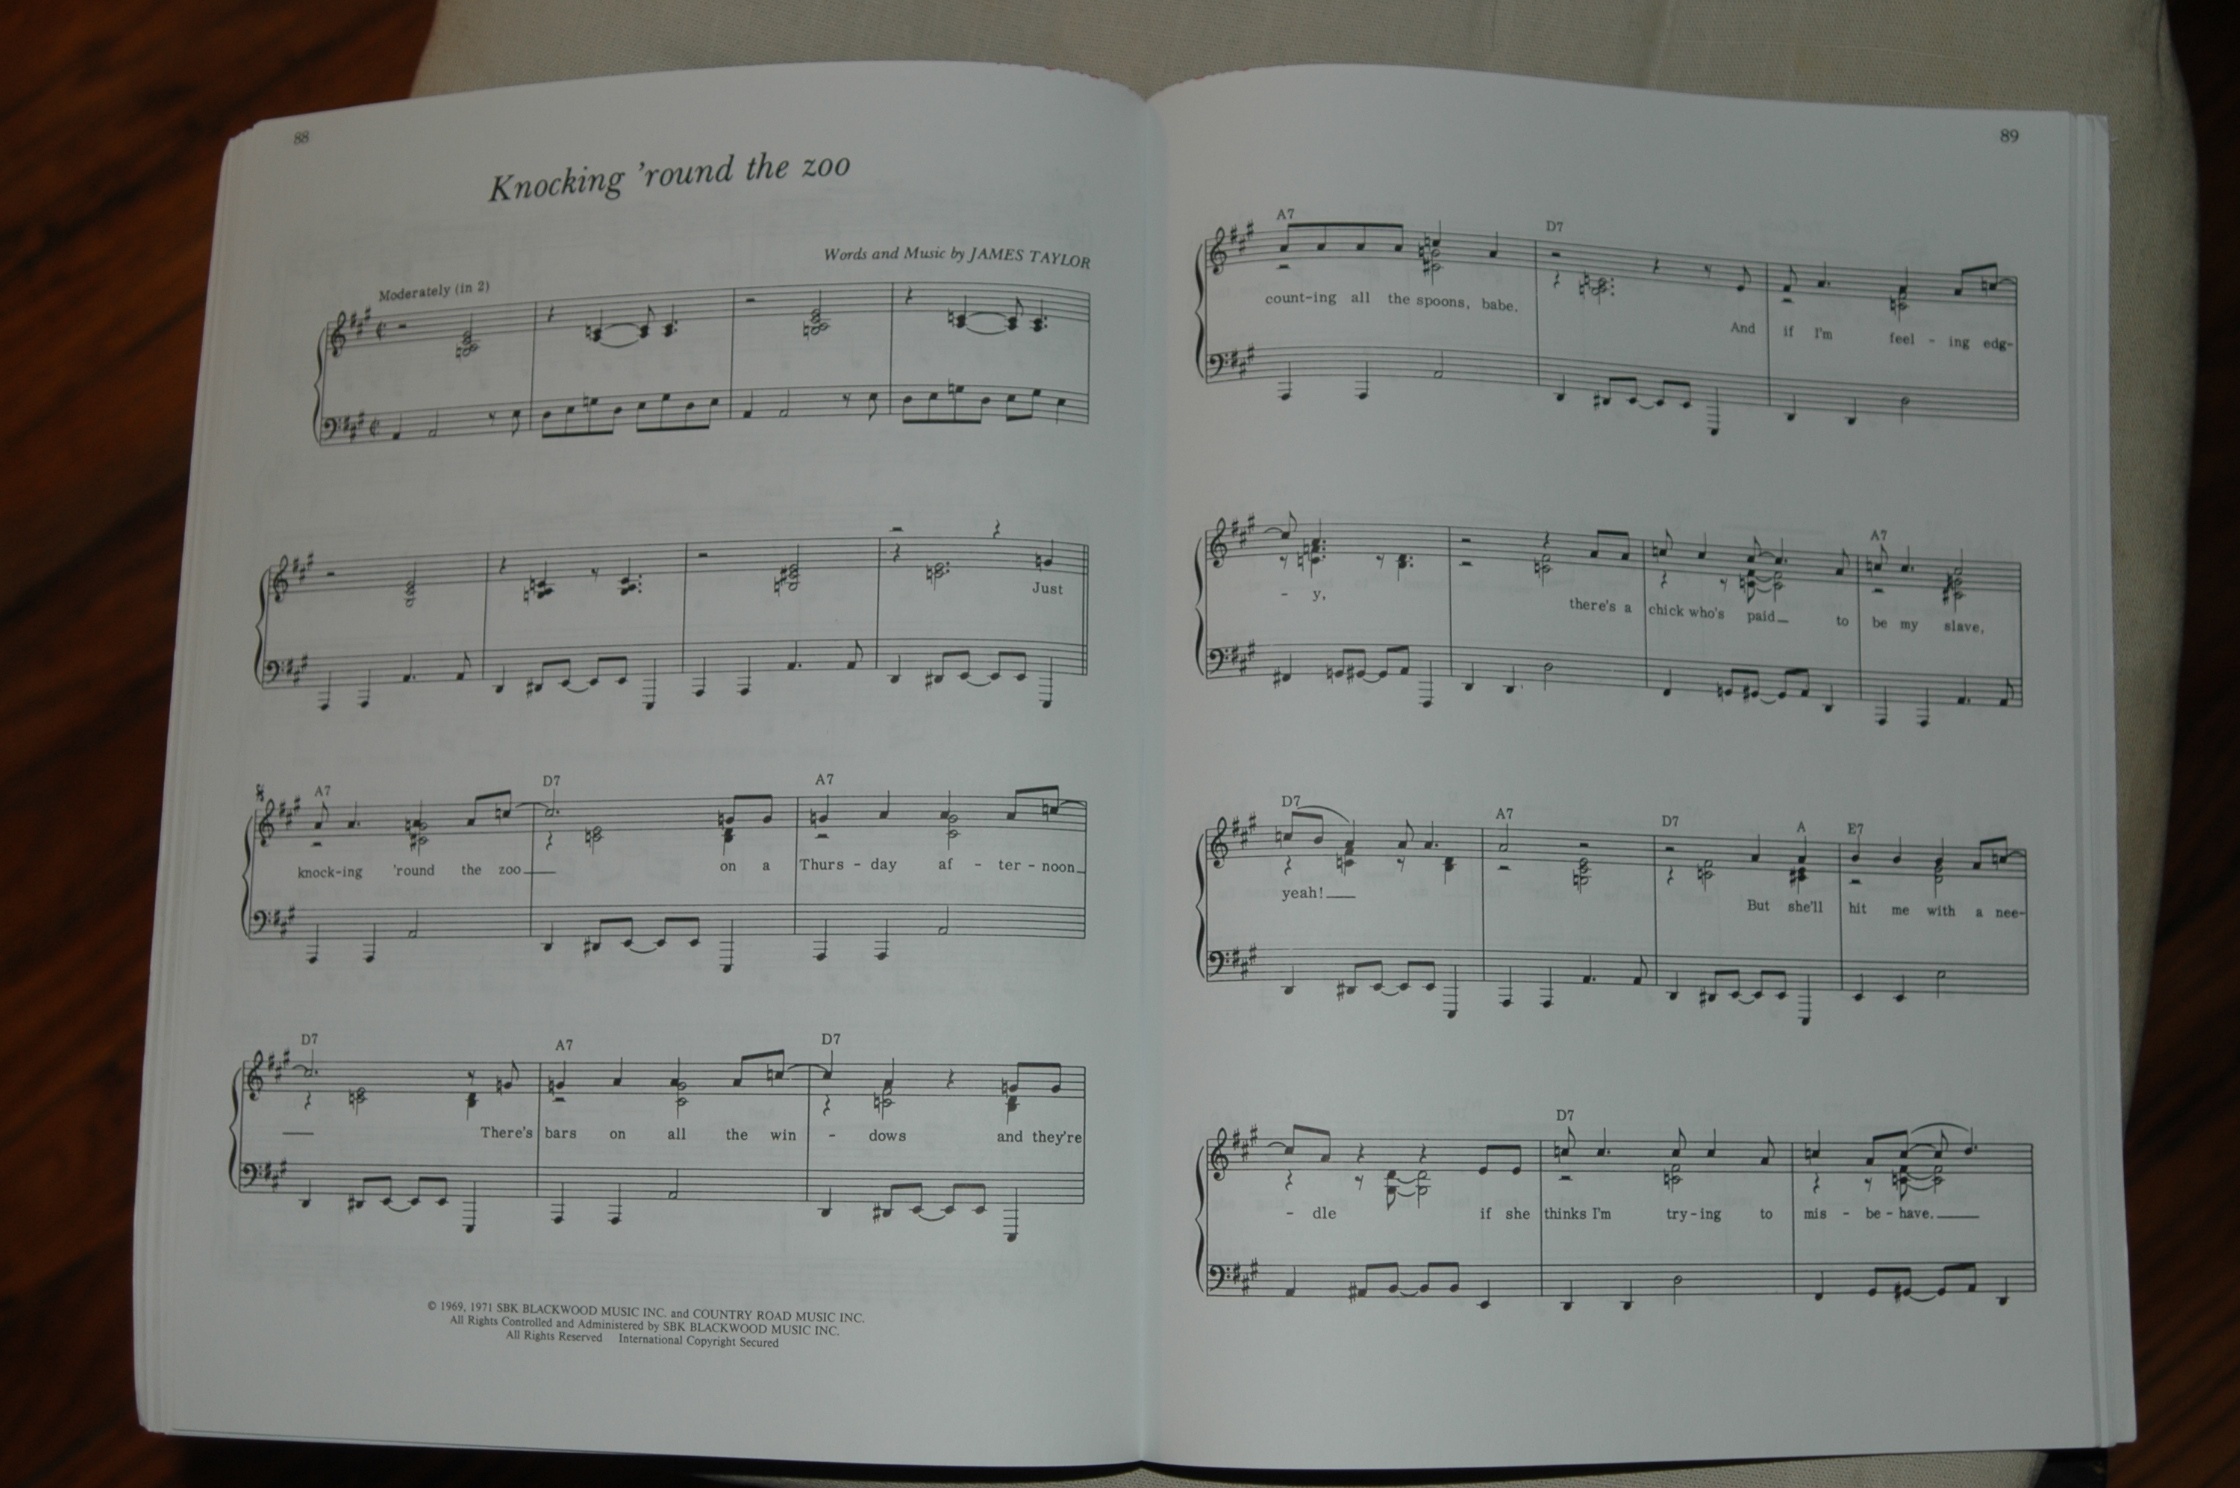 88
Knocking 'round the zoo
Words and Music by JAMES TAYLOR
Moderately (in 2)
Just
A7 D7 A7
knock-ing 'round the zoo on a Thurs - day af - ter - noon
D7 A7 D7
There's bars on all the win - dows and they're
© 1969, 1971 SBK BLACKWOOD MUSIC INC. and COUNTRY ROAD MUSIC INC.
All Rights Controlled and Administered by SBK BLACKWOOD MUSIC INC.
All Rights Reserved International Copyright Secured
89
A7 D7
count-ing all the spoons, babe. And if I'm feel - ing edg-
A7
- y, there's a chick who's paid to be my slave,
D7 A7 D7 A E7
yeah! But she'll hit me with a nee-
D7
- dle if she thinks I'm try-ing to mis - be - have.